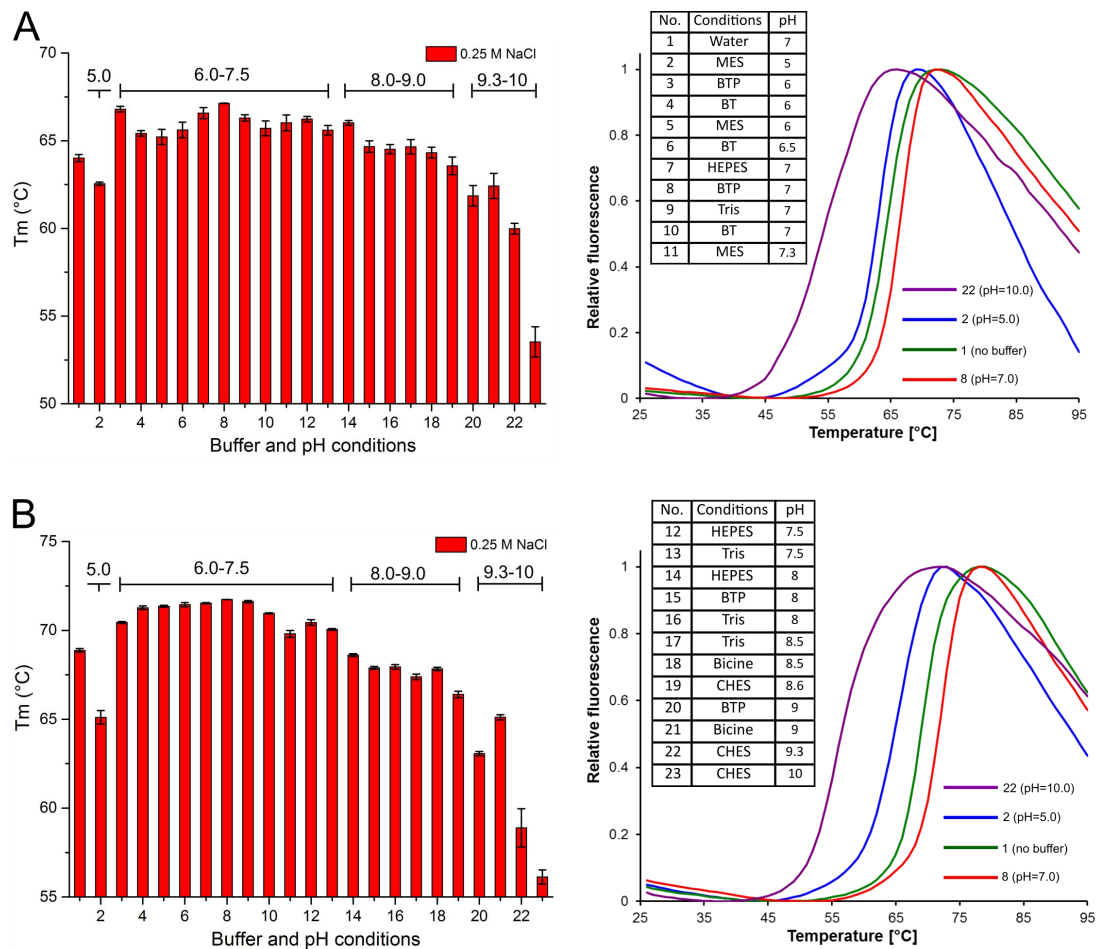 A
70
65
60
55
50
Tm (°C)
0.25 M NaCl
5.0
6.0-7.5
8.0-9.0
9.3-10
2 4 6 8 10 12 14 16 18 20 22
Buffer and pH conditions
No. Conditions pH
1 Water 7
2 MES 5
3 BTP 6
4 BT 6
5 MES 6
6 BT 6.5
7 HEPES 7
8 BTP 7
9 Tris 7
10 BT 7
11 MES 7.3
1
0.8
0.6
0.4
0.2
0
Relative fluorescence
22 (pH=10.0)
2 (pH=5.0)
1 (no buffer)
8 (pH=7.0)
25 35 45 55 65 75 85 95
Temperature [°C]
B
75
70
65
60
55
Tm (°C)
0.25 M NaCl
5.0
6.0-7.5
8.0-9.0
9.3-10
2 4 6 8 10 12 14 16 18 20 22
Buffer and pH conditions
No. Conditions pH
12 HEPES 7.5
13 Tris 7.5
14 HEPES 8
15 BTP 8
16 Tris 8
17 Tris 8.5
18 Bicine 8.5
19 CHES 8.6
20 BTP 9
21 Bicine 9
22 CHES 9.3
23 CHES 10
1
0.8
0.6
0.4
0.2
0
Relative fluorescence
22 (pH=10.0)
2 (pH=5.0)
1 (no buffer)
8 (pH=7.0)
25 35 45 55 65 75 85 95
Temperature [°C]